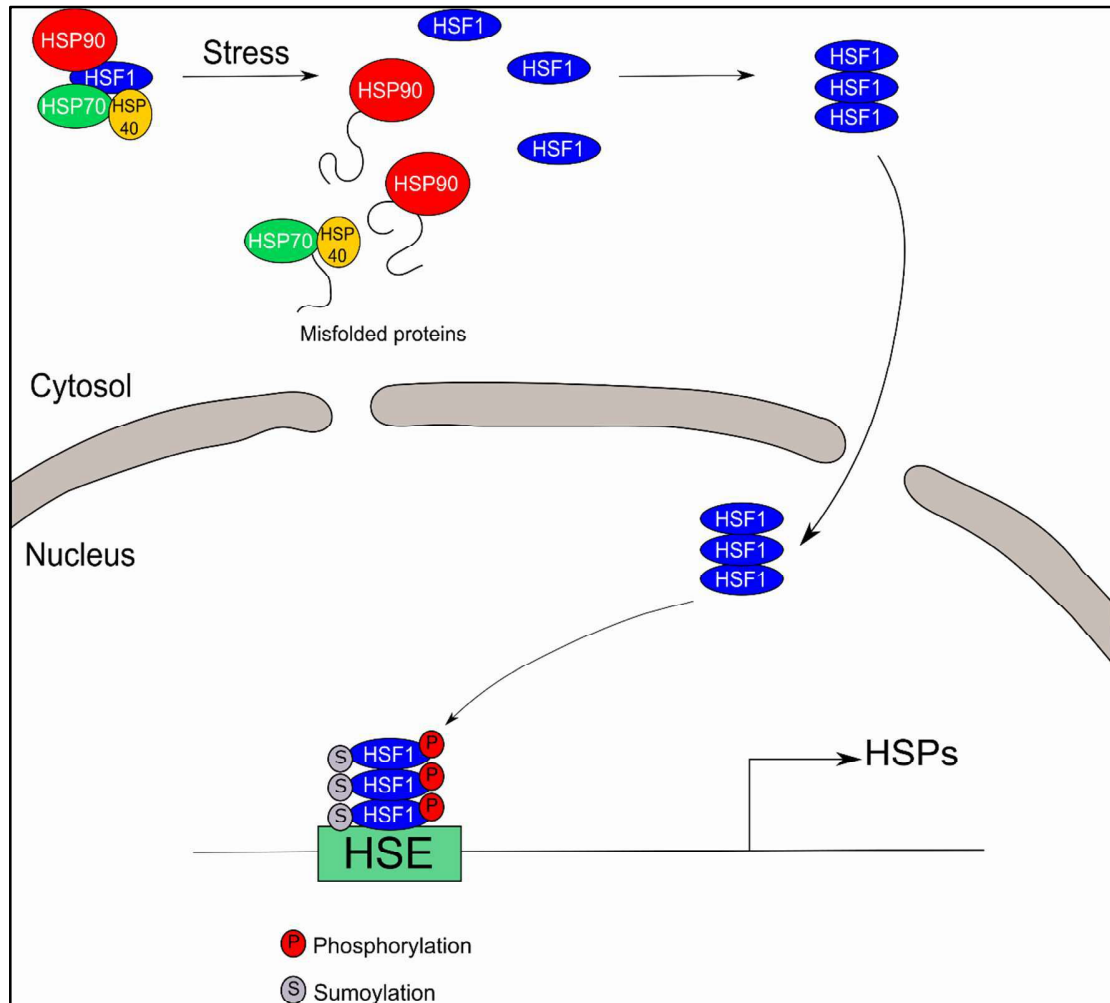 HSP90
HSF1
HSP70
HSP
40
Stress
HSP90
HSP90
HSP70
HSP
40
Misfolded proteins
HSF1
HSF1
HSF1
HSF1
HSF1
HSF1
Cytosol
Nucleus
HSF1
HSF1
HSF1
S HSF1 P
S HSF1 P
S HSF1 P
HSE
HSPs
P Phosphorylation
S Sumoylation